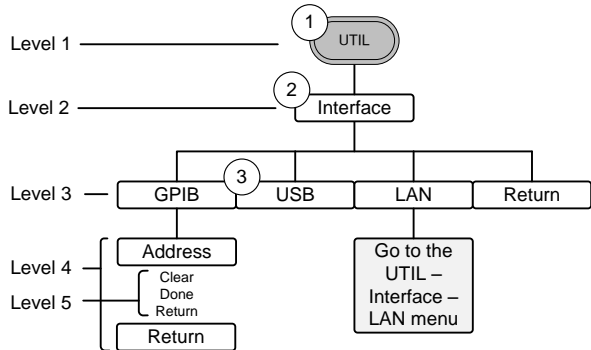 1
Level 1
UTIL
2
Level 2
Interface
3
Level 3
GPIB
USB
LAN
Return
Level 4
Address
Level 5
Clear
Done
Return
Return
Go to the
UTIL –
Interface –
LAN menu